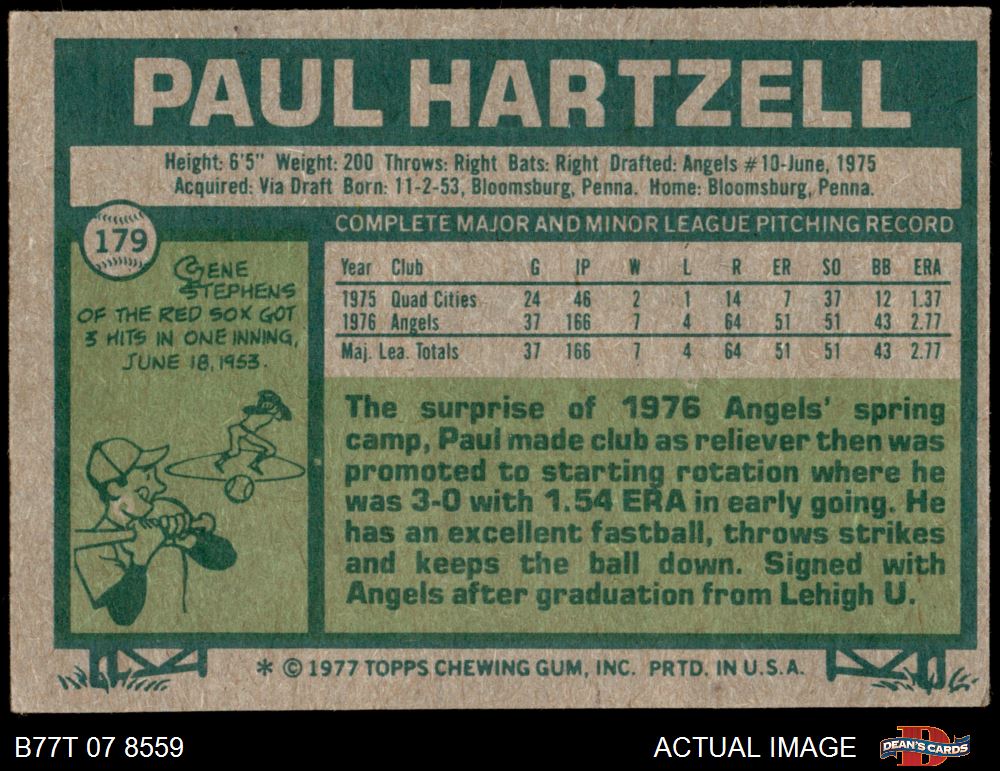 PAUL HARTZELL
Height: 6'5" Weight: 200 Throws: Right Bats: Right Drafted: Angels #10-June, 1975
Acquired: Via Draft Born: 11-2-53, Bloomsburg, Penna. Home: Bloomsburg, Penna.
179
GENE
STEPHENS
OF THE RED SOX GOT
3 HITS IN ONE INNING,
JUNE 18, 1953.
COMPLETE MAJOR AND MINOR LEAGUE PITCHING RECORD
Year Club G IP W L R ER SO BB ERA
1975 Quad Cities 24 46 2 1 14 7 37 12 1.37
1976 Angels 37 166 7 4 64 51 51 43 2.77
Maj. Lea. Totals 37 166 7 4 64 51 51 43 2.77
The surprise of 1976 Angels' spring
camp, Paul made club as reliever then was
promoted to starting rotation where he
was 3-0 with 1.54 ERA in early going. He
has an excellent fastball, throws strikes
and keeps the ball down. Signed with
Angels after graduation from Lehigh U.
* © 1977 TOPPS CHEWING GUM, INC. PRTD. IN U.S.A.
B77T 07 8559
ACTUAL IMAGE
DEAN'S CARDS